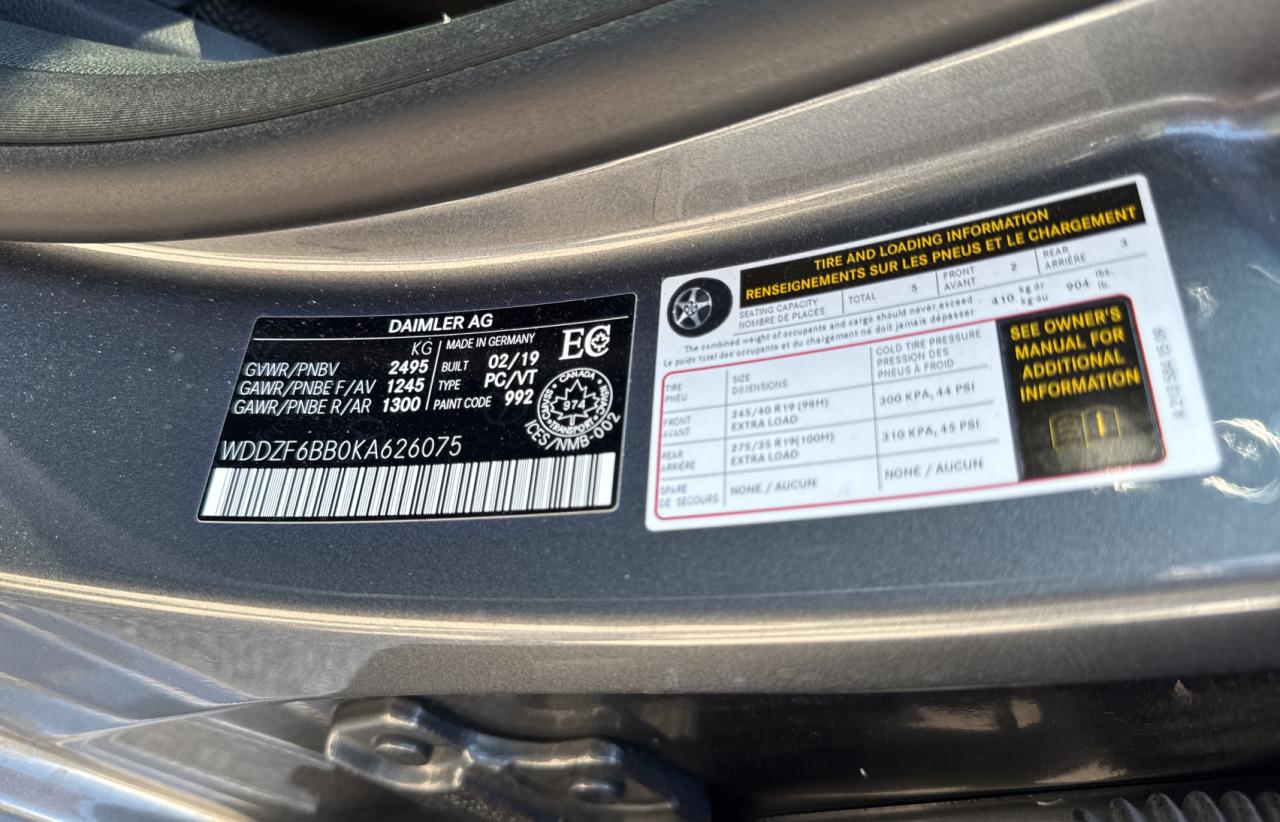 DAIMLER AG
KG
GVWR/PNBV 2495
GAWR/PNBE F/AV 1245
GAWR/PNBE R/AR 1300
MADE IN GERMANY
BUILT 02/19
TYPE PC/VT
PAINT CODE 992
EC
CANADA
974
TRANSPORT
ICES/NMB-002
WDDZF6BB0KA626075
TIRE AND LOADING INFORMATION
RENSEIGNEMENTS SUR LES PNEUS ET LE CHARGEMENT
SEATING CAPACITY
NOMBRE DE PLACES
TOTAL 5
FRONT
AVANT 2
REAR
ARRIÈRE 3
The combined weight of occupants and cargo should never exceed
Le poids total des occupants et du chargement ne doit jamais dépasser
410 kg or
kg ou
904 lbs.
lb.
TIRE
PNEU
SIZE
DIMENSIONS
COLD TIRE PRESSURE
PRESSION DES
PNEUS À FROID
FRONT
AVANT
245/40 R19 (98H)
EXTRA LOAD
300 KPA, 44 PSI
REAR
ARRIÈRE
275/35 R19(100H)
EXTRA LOAD
310 KPA, 45 PSI
SPARE
DE SECOURS
NONE / AUCUN
NONE / AUCUN
SEE OWNER'S
MANUAL FOR
ADDITIONAL
INFORMATION